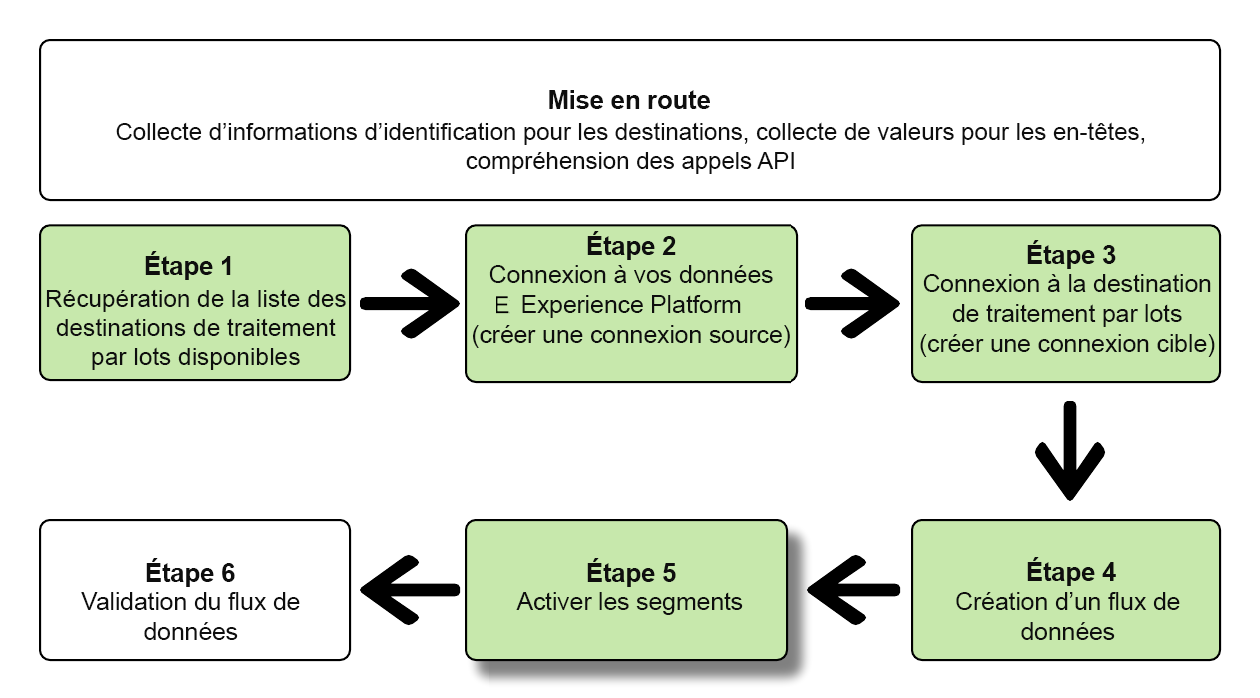 Mise en route
Collecte d’informations d’identification pour les destinations, collecte de valeurs pour les en-têtes,
compréhension des appels API
Étape 1
Récupération de la liste des
destinations de traitement
par lots disponibles
Étape 2
Connexion à vos données
E Experience Platform
(créer une connexion source)
Étape 3
Connexion à la destination
de traitement par lots
(créer une connexion cible)
Étape 4
Création d’un flux de
données
Étape 5
Activer les segments
Étape 6
Validation du flux de
données